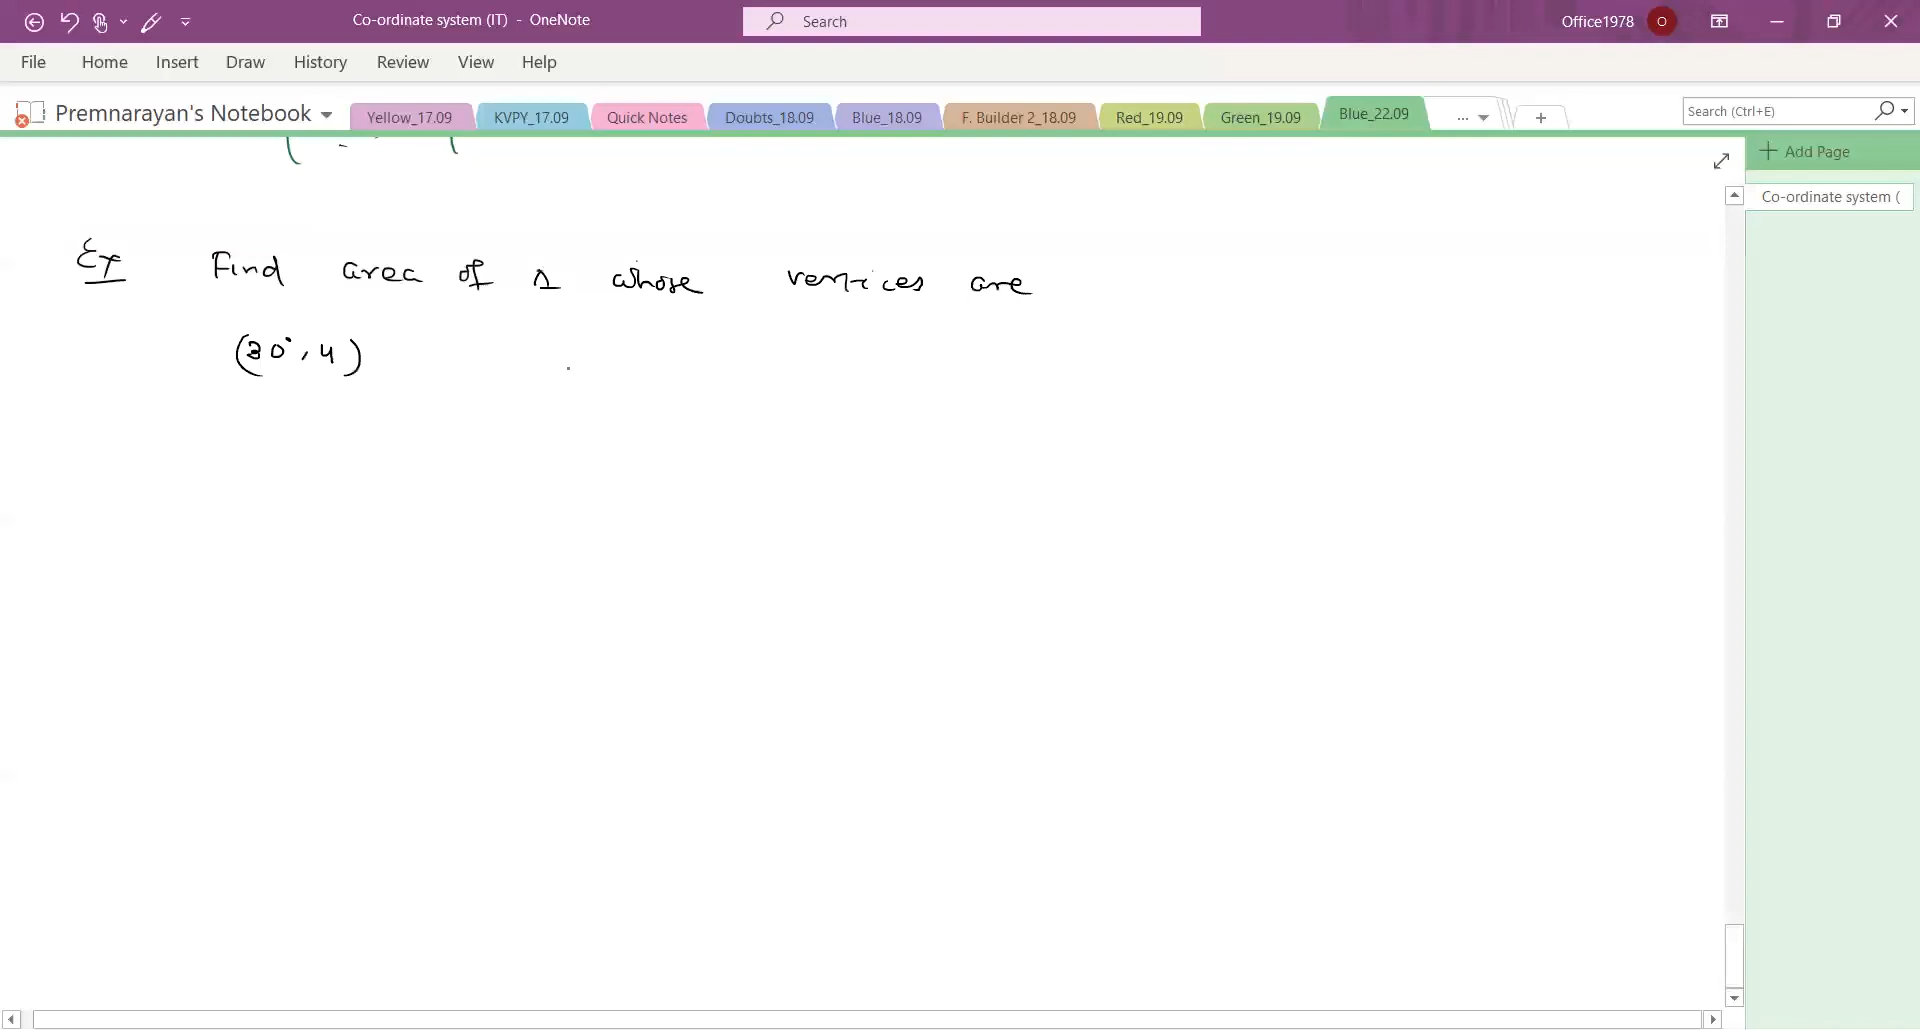 Co-ordinate system (IT) - OneNote
Search
Office1978
O
File Home Insert Draw History Review View Help
Premnarayan's Notebook
Yellow_17.09 KVPY_17.09 Quick Notes Doubts_18.09 Blue_18.09 F. Builder 2_18.09 Red_19.09 Green_19.09 Blue_22.09 ...
Search (Ctrl+E)
Add Page
Co-ordinate system (
Ex Find area of Δ whose vertices are
(30°, 4)